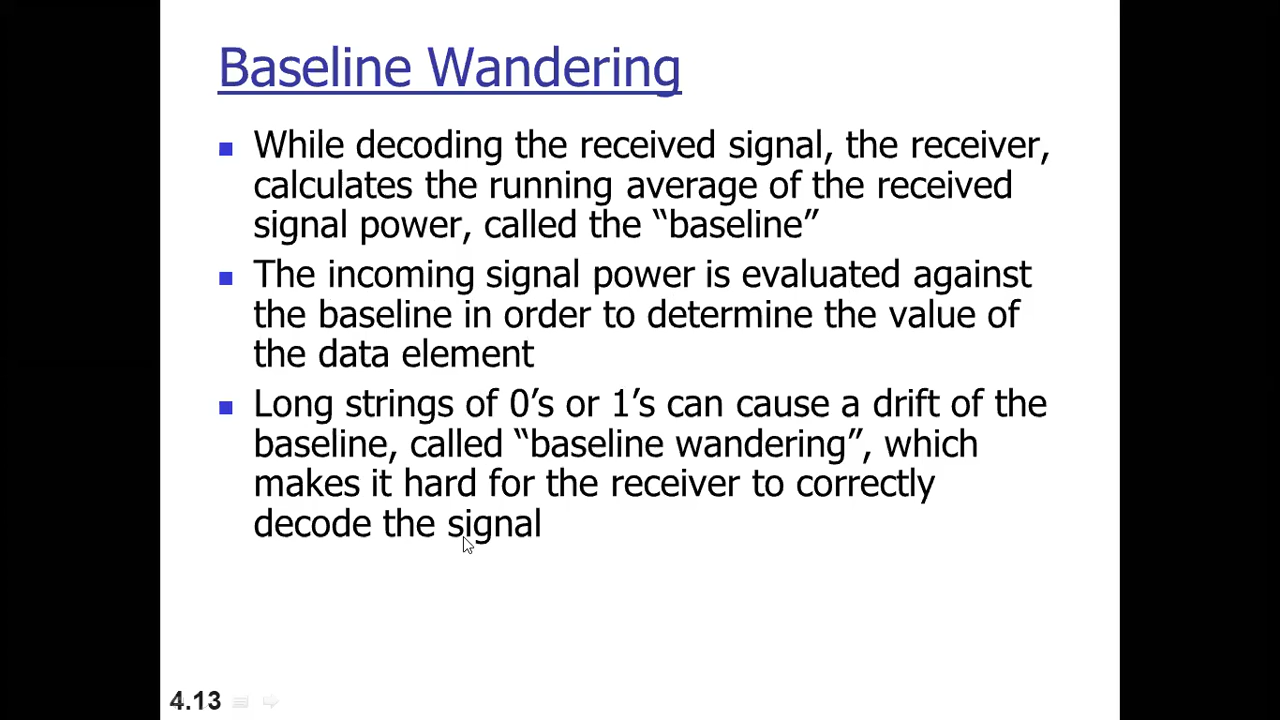 Baseline Wandering
While decoding the received signal, the receiver,
calculates the running average of the received
signal power, called the “baseline”
The incoming signal power is evaluated against
the baseline in order to determine the value of
the data element
Long strings of 0’s or 1’s can cause a drift of the
baseline, called “baseline wandering”, which
makes it hard for the receiver to correctly
decode the signal
4.13